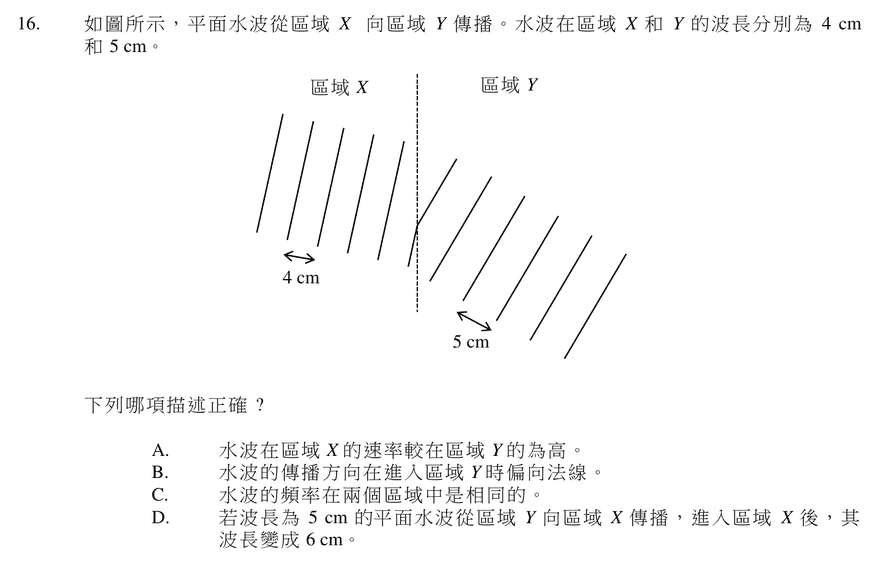 16. 如圖所示，平面水波從區域 X 向區域 Y 傳播。水波在區域 X 和 Y 的波長分別為 4 cm
和 5 cm。
區域 X
區域 Y
4 cm
5 cm
下列哪項描述正確？
A. 水波在區域 X 的速率較在區域 Y 的為高。
B. 水波的傳播方向在進入區域 Y 時偏向法線。
C. 水波的頻率在兩個區域中是相同的。
D. 若波長為 5 cm 的平面水波從區域 Y 向區域 X 傳播，進入區域 X 後，其
波長變成 6 cm。